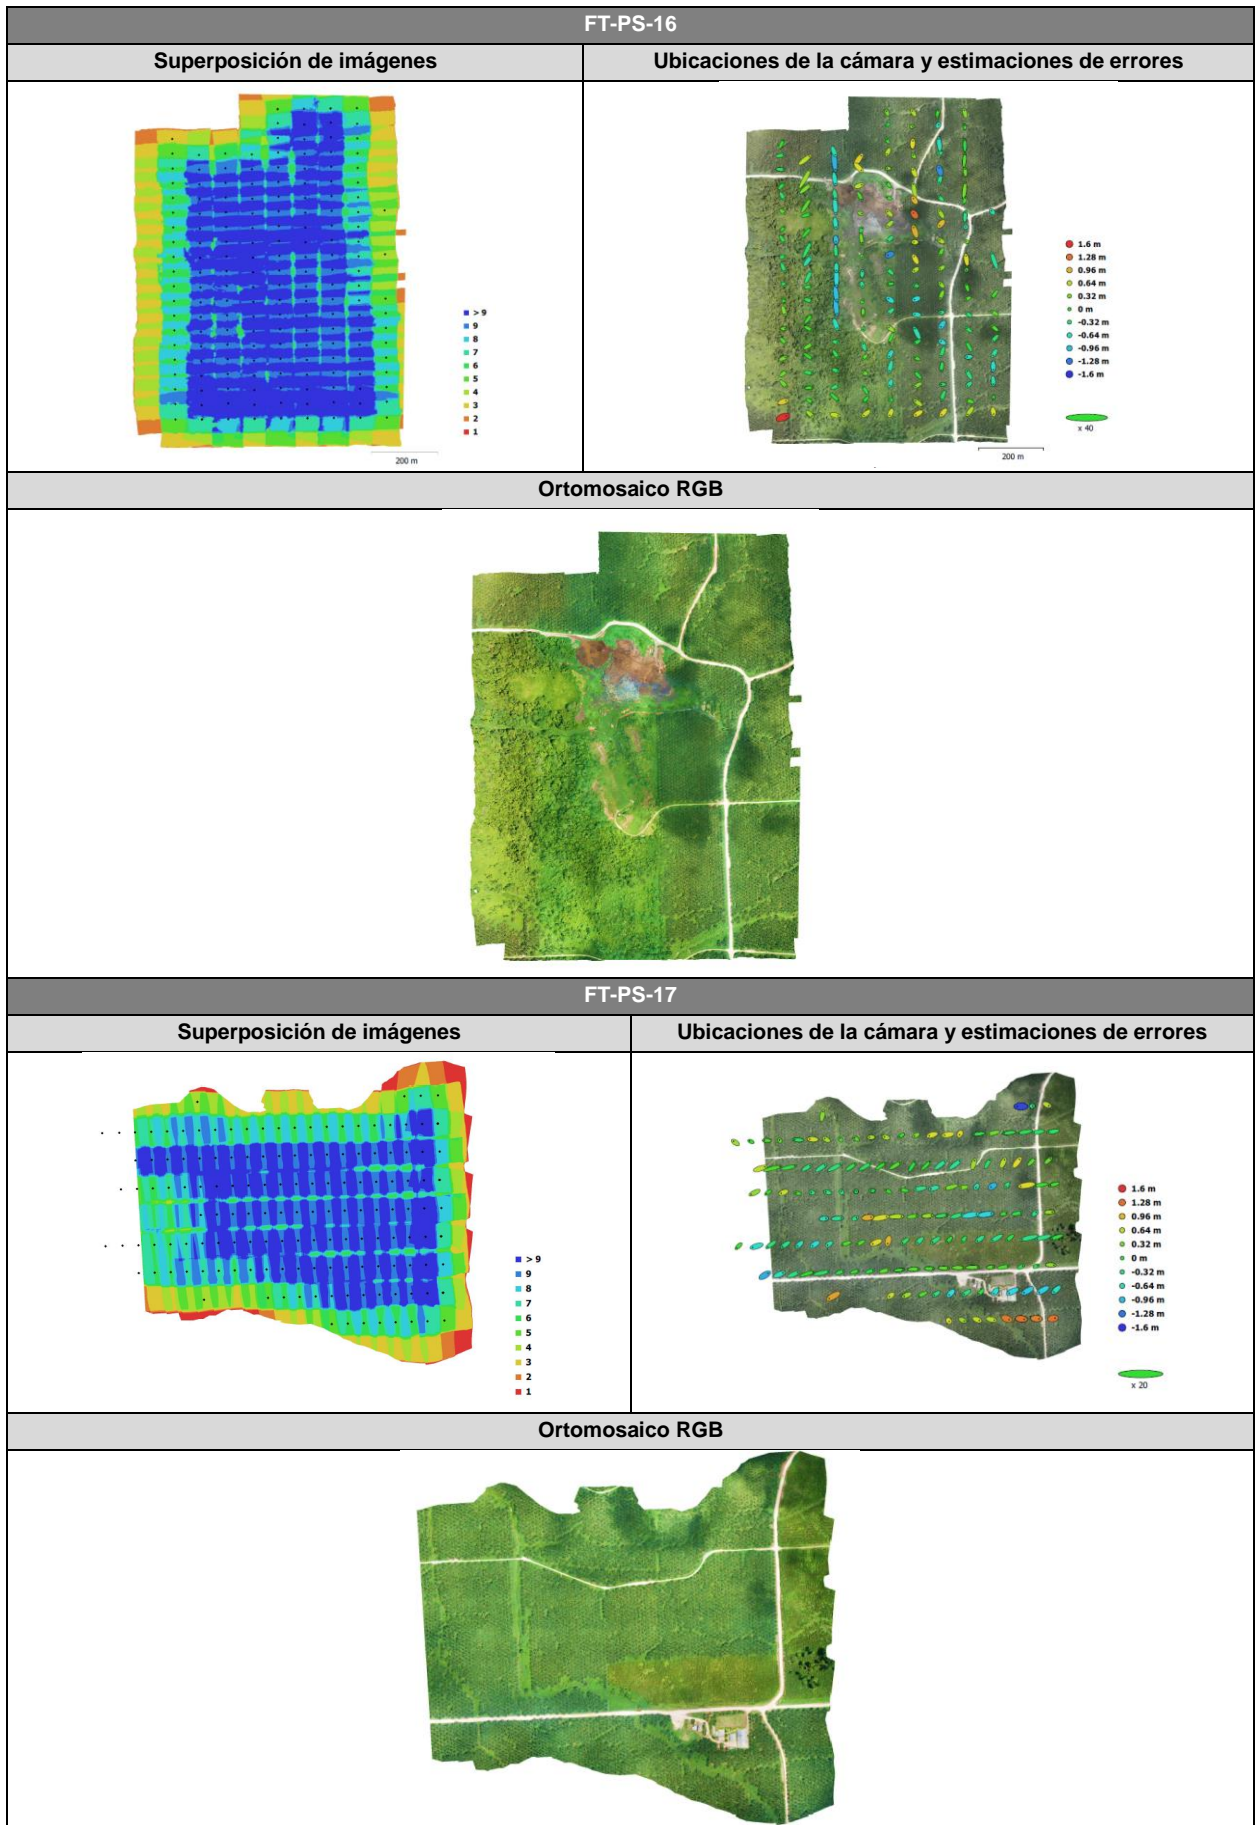 FT-PS-16
Superposición de imágenes
Ubicaciones de la cámara y estimaciones de errores
> 9
9
8
7
6
5
4
3
2
1
200 m
1.6 m
1.28 m
0.96 m
0.64 m
0.32 m
0 m
-0.32 m
-0.64 m
-0.96 m
-1.28 m
-1.6 m
x 40
200 m
Ortomosaico RGB
FT-PS-17
Superposición de imágenes
Ubicaciones de la cámara y estimaciones de errores
> 9
9
8
7
6
5
4
3
2
1
1.6 m
1.28 m
0.96 m
0.64 m
0.32 m
0 m
-0.32 m
-0.64 m
-0.96 m
-1.28 m
-1.6 m
x 20
Ortomosaico RGB